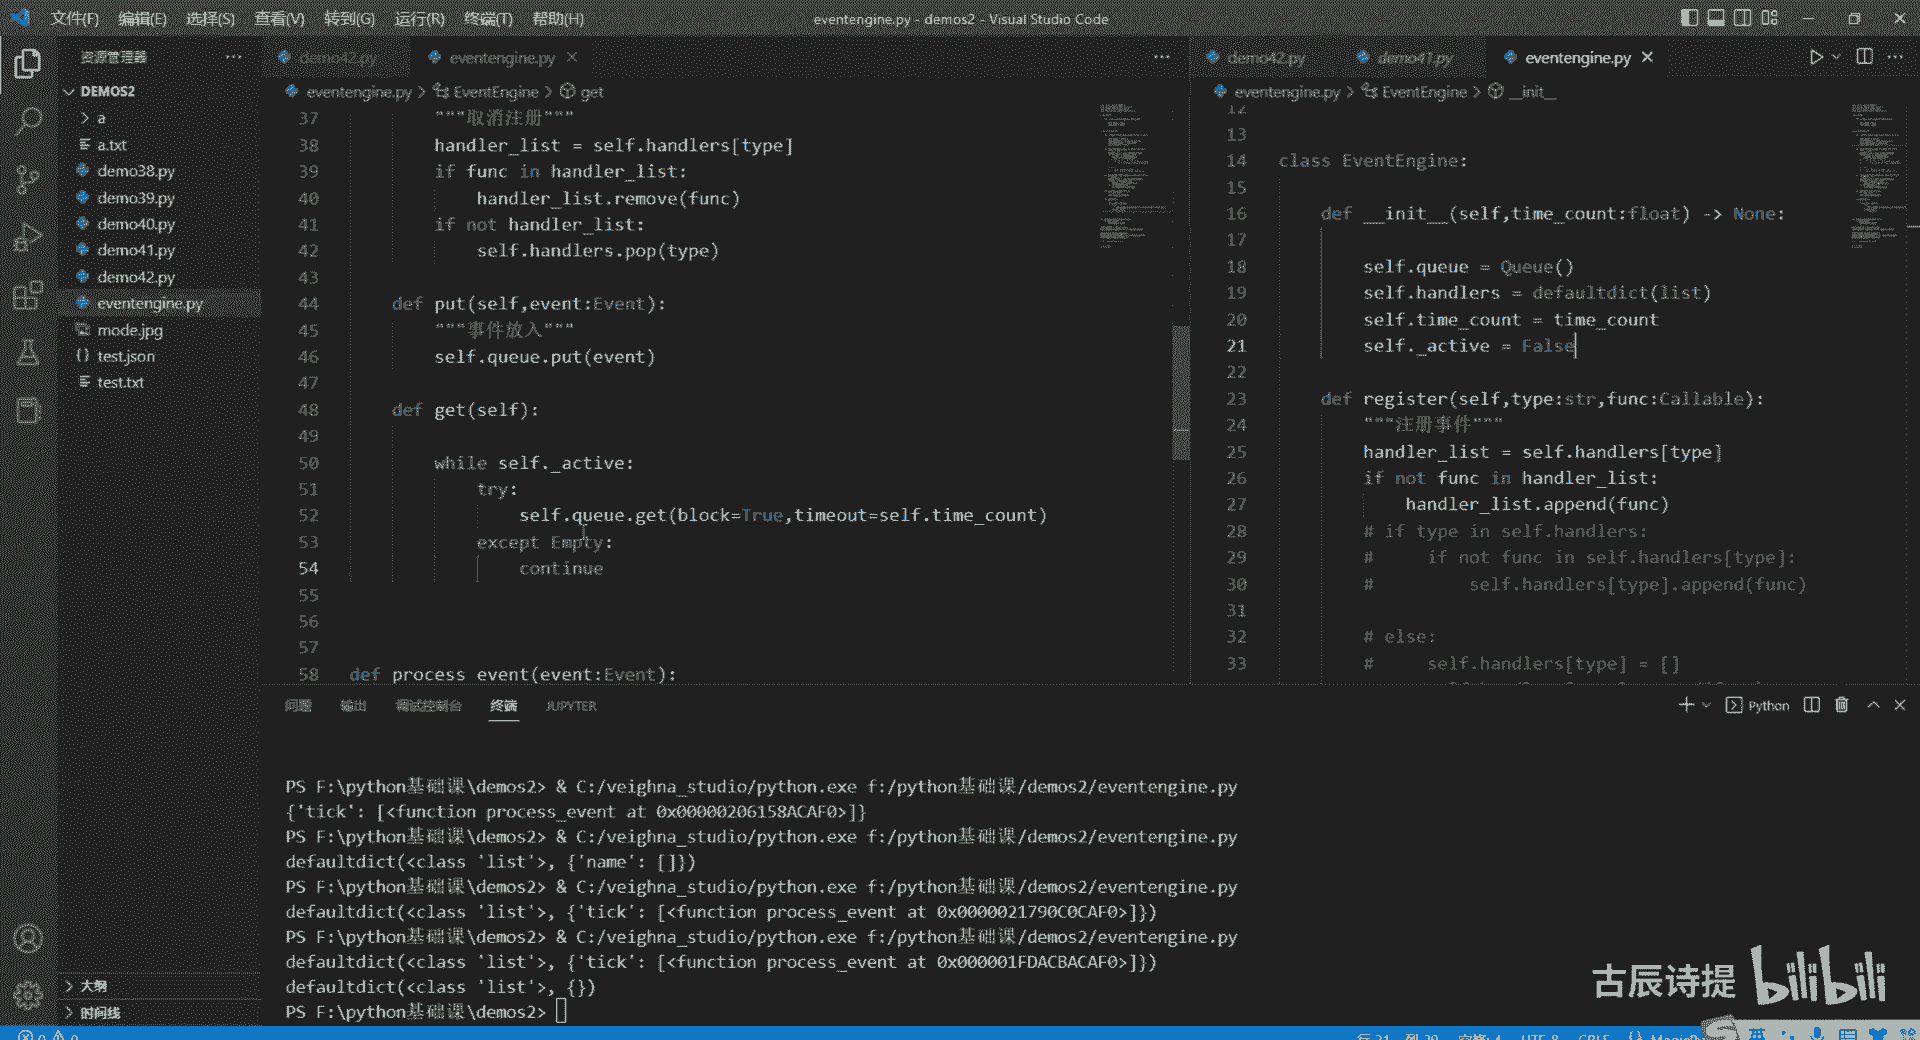 文件(F) 编辑(E) 选择(S) 查看(V) 转到(G) 运行(R) 终端(T) 帮助(H) eventengine.py - demos2 - Visual Studio Code
资源管理器
DEMOS2
a
a.txt
demo38.py
demo39.py
demo40.py
demo41.py
demo42.py
eventengine.py
mode.jpg
test.json
test.txt
大纲
时间线
demo42.py eventengine.py
eventengine.py > EventEngine > get
37 """取消注册"""
38 handler_list = self.handlers[type]
39 if func in handler_list:
40 handler_list.remove(func)
41 if not handler_list:
42 self.handlers.pop(type)
43
44 def put(self,event:Event):
45 """事件放入"""
46 self.queue.put(event)
47
48 def get(self):
49
50 while self._active:
51 try:
52 self.queue.get(block=True,timeout=self.time_count)
53 except Empty:
54 continue
55
56
57
58 def process_event(event:Event):
demo42.py demo41.py eventengine.py
eventengine.py > EventEngine > __init__
12
13
14 class EventEngine:
15
16 def __init__(self,time_count:float) -> None:
17
18 self.queue = Queue()
19 self.handlers = defaultdict(list)
20 self.time_count = time_count
21 self._active = False
22
23 def register(self,type:str,func:Callable):
24 """注册事件"""
25 handler_list = self.handlers[type]
26 if not func in handler_list:
27 handler_list.append(func)
28 # if type in self.handlers:
29 # if not func in self.handlers[type]:
30 # self.handlers[type].append(func)
31
32 # else:
33 # self.handlers[type] = []
问题 输出 调试控制台 终端 JUPYTER
Python
PS F:\python基础课\demos2> & C:/veighna_studio/python.exe f:/python基础课/demos2/eventengine.py
{'tick': [<function process_event at 0x00000206158ACAF0>]}
PS F:\python基础课\demos2> & C:/veighna_studio/python.exe f:/python基础课/demos2/eventengine.py
defaultdict(<class 'list'>, {'name': []})
PS F:\python基础课\demos2> & C:/veighna_studio/python.exe f:/python基础课/demos2/eventengine.py
defaultdict(<class 'list'>, {'tick': [<function process_event at 0x0000021790C0CAF0>]})
PS F:\python基础课\demos2> & C:/veighna_studio/python.exe f:/python基础课/demos2/eventengine.py
defaultdict(<class 'list'>, {'tick': [<function process_event at 0x000001FDACBACAF0>]})
defaultdict(<class 'list'>, {})
PS F:\python基础课\demos2>
古辰诗提 bilibili